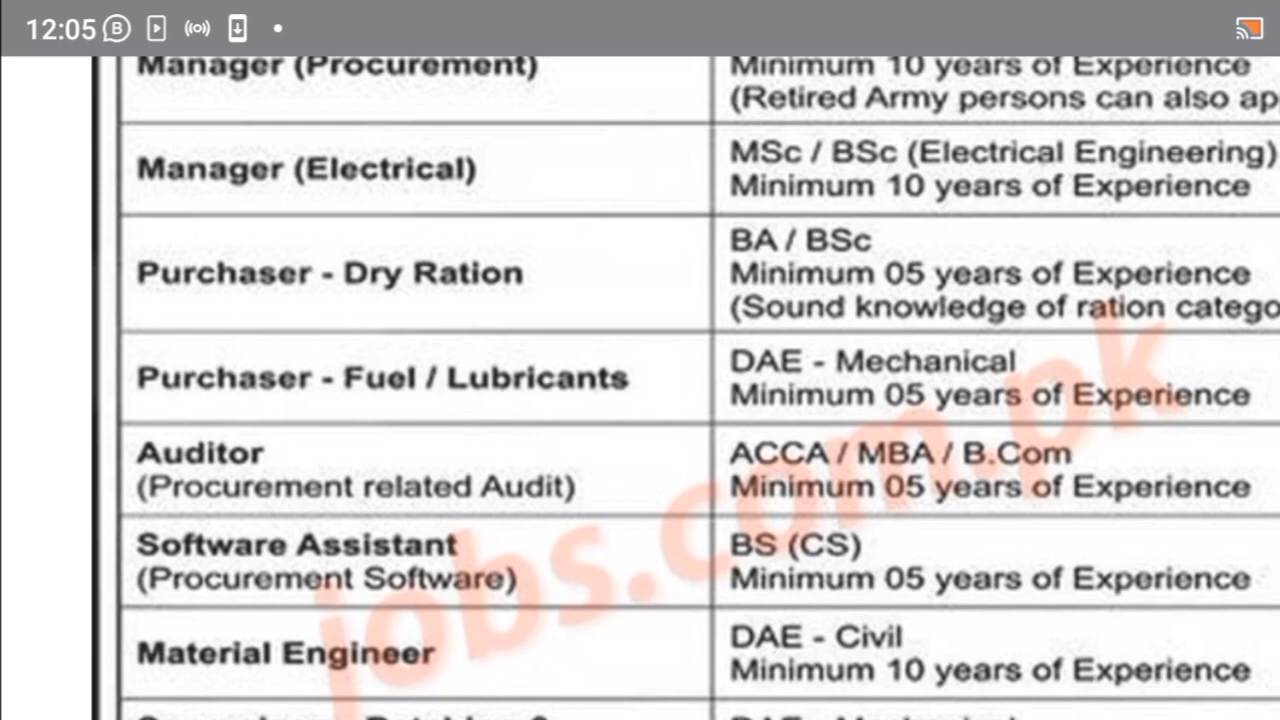 12:05
Manager (Procurement)
Minimum 10 years of Experience
(Retired Army persons can also ap
Manager (Electrical)
MSc / BSc (Electrical Engineering)
Minimum 10 years of Experience
Purchaser - Dry Ration
BA / BSc
Minimum 05 years of Experience
(Sound knowledge of ration catego
Purchaser - Fuel / Lubricants
DAE - Mechanical
Minimum 05 years of Experience
Auditor
(Procurement related Audit)
ACCA / MBA / B.Com
Minimum 05 years of Experience
Software Assistant
(Procurement Software)
BS (CS)
Minimum 05 years of Experience
Material Engineer
DAE - Civil
Minimum 10 years of Experience
jobs.com.pk